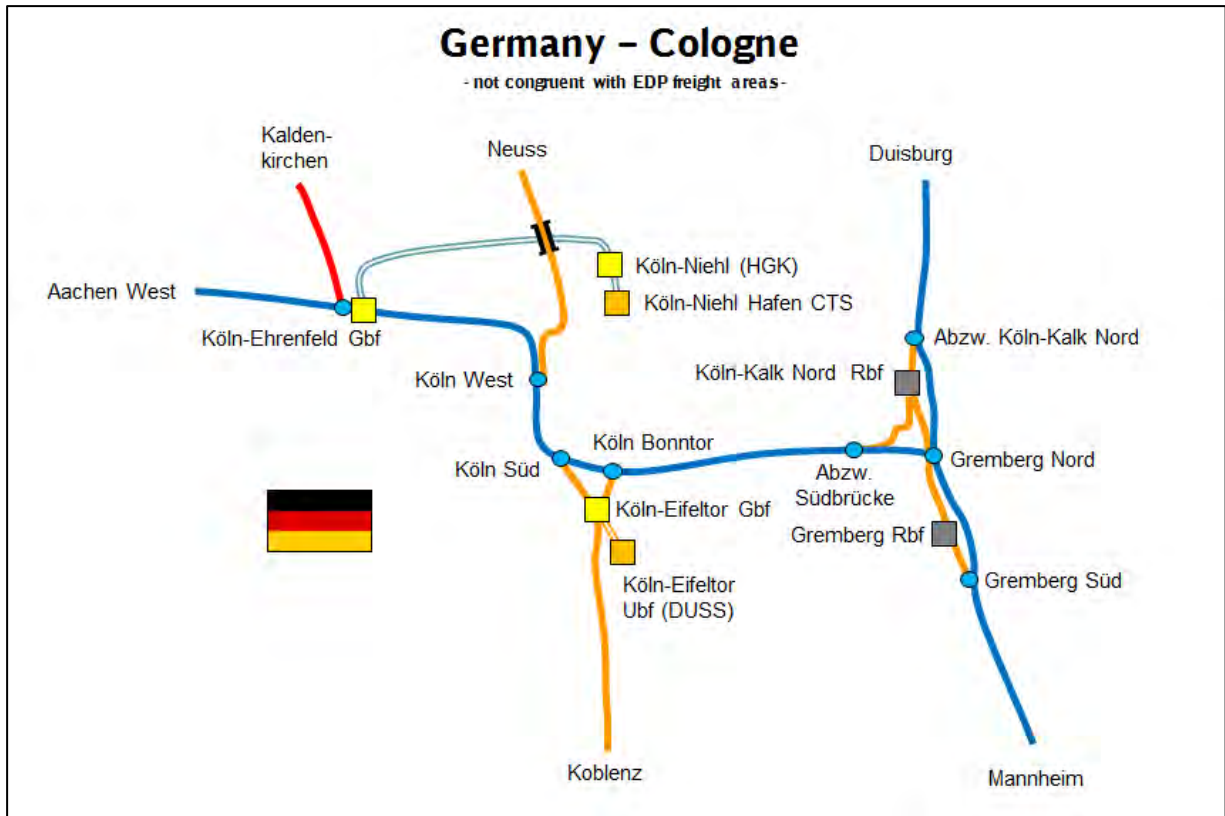 Germany – Cologne
- not congruent with EDP freight areas-
Kalden-
kirchen
Neuss
Duisburg
Aachen West
Köln-Niehl (HGK)
Köln-Niehl Hafen CTS
Köln-Ehrenfeld Gbf
Abzw. Köln-Kalk Nord
Köln West
Köln-Kalk Nord Rbf
Köln Bonntor
Köln Süd
Abzw.
Südbrücke
Gremberg Nord
Köln-Eifeltor Gbf
Gremberg Rbf
Köln-Eifeltor
Ubf (DUSS)
Gremberg Süd
Koblenz
Mannheim